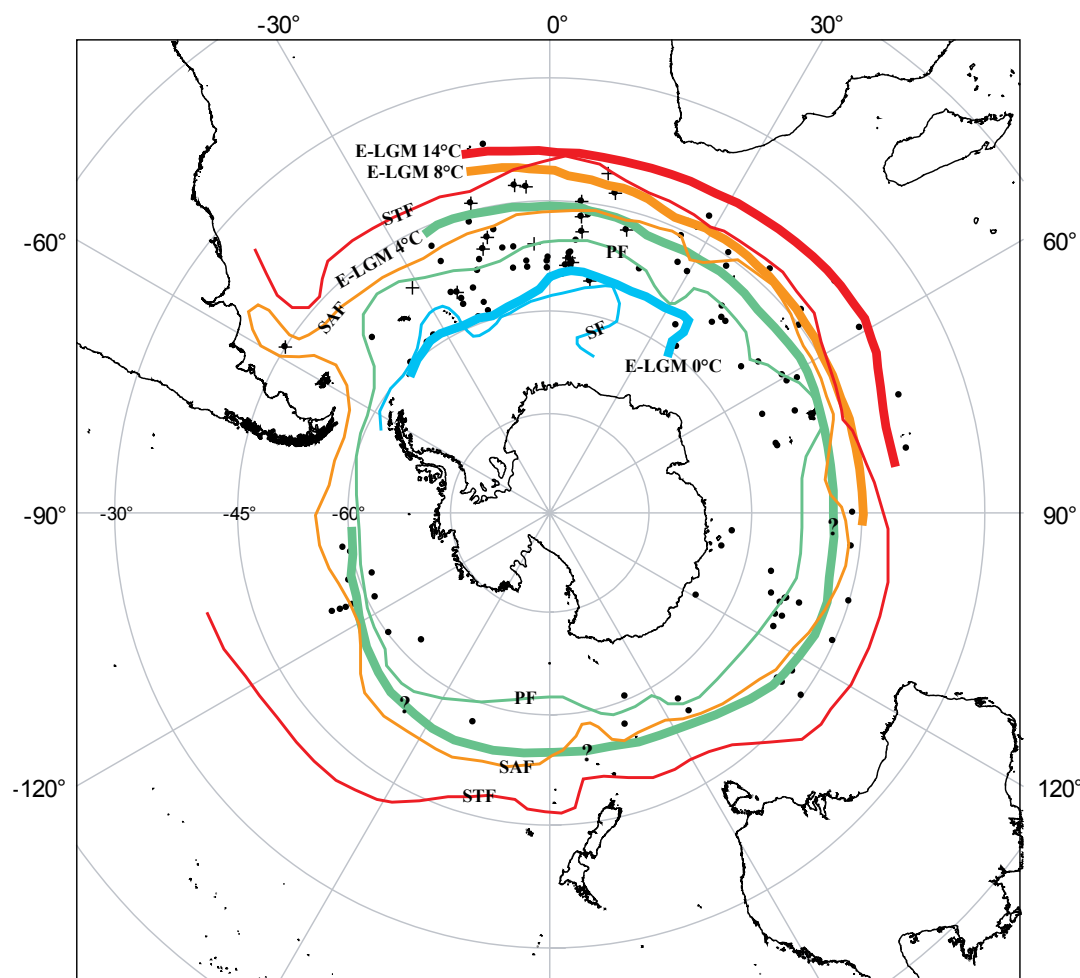 -30°
0°
30°
E-LGM 14°C
E-LGM 8°C
STF
-60°
E-LGM 4°C
PF
60°
SAF
SF
E-LGM 0°C
-90°
-30°
-45°
-60°
?
90°
PF
?
?
SAF
-120°
STF
120°